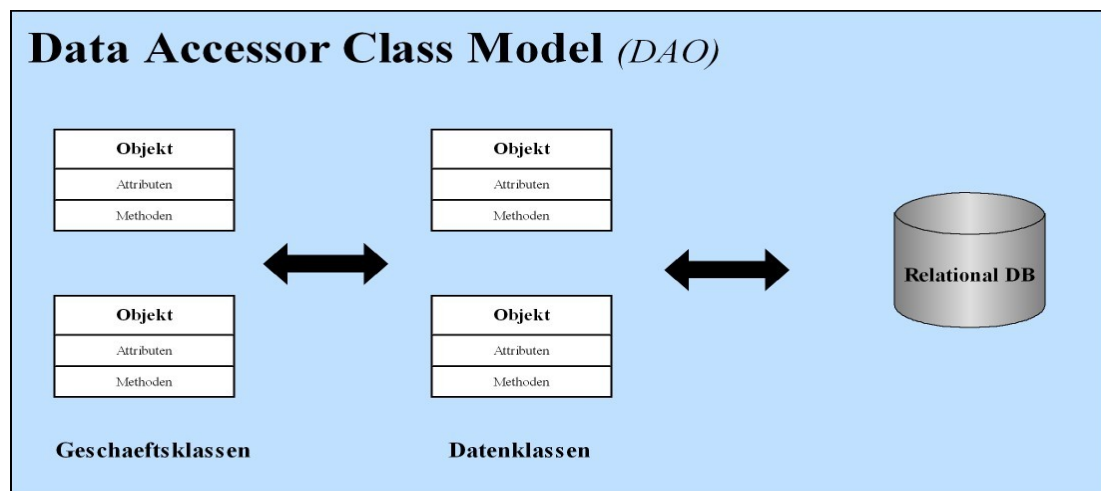 Data Accessor Class Model (DAO)
Objekt
Attributen
Methoden
Objekt
Attributen
Methoden
Relational DB
Objekt
Attributen
Methoden
Objekt
Attributen
Methoden
Geschaeftsklassen
Datenklassen